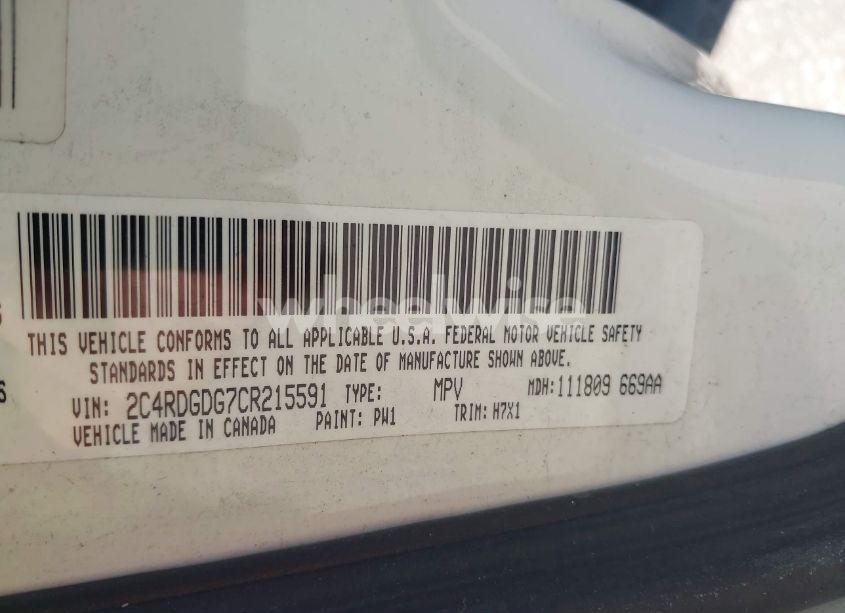 wheelwise
THIS VEHICLE CONFORMS TO ALL APPLICABLE U.S.A. FEDERAL MOTOR VEHICLE SAFETY
STANDARDS IN EFFECT ON THE DATE OF MANUFACTURE SHOWN ABOVE.
VIN: 2C4RDGDG7CR215591 TYPE: MPV MDH:111809 669AA
VEHICLE MADE IN CANADA PAINT: PW1 TRIM: H7X1